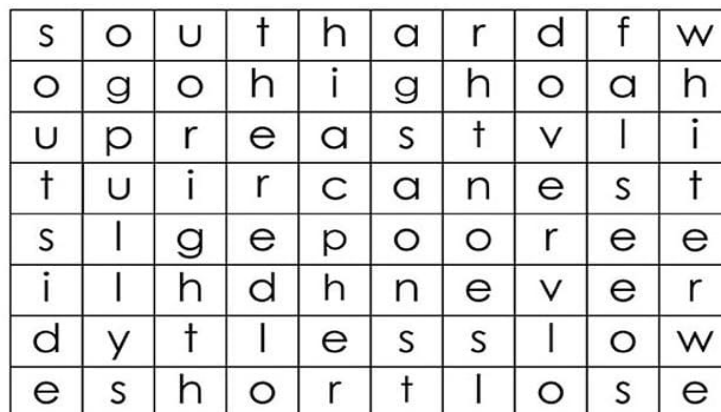 s o u t h a r d f w
o g o h i g h o a h
u p r e a s t v l i
t u i r c a n e s t
s l g e p o o r e e
i l h d h n e v e r
d y t l e s s l o w
e s h o r t l o s e